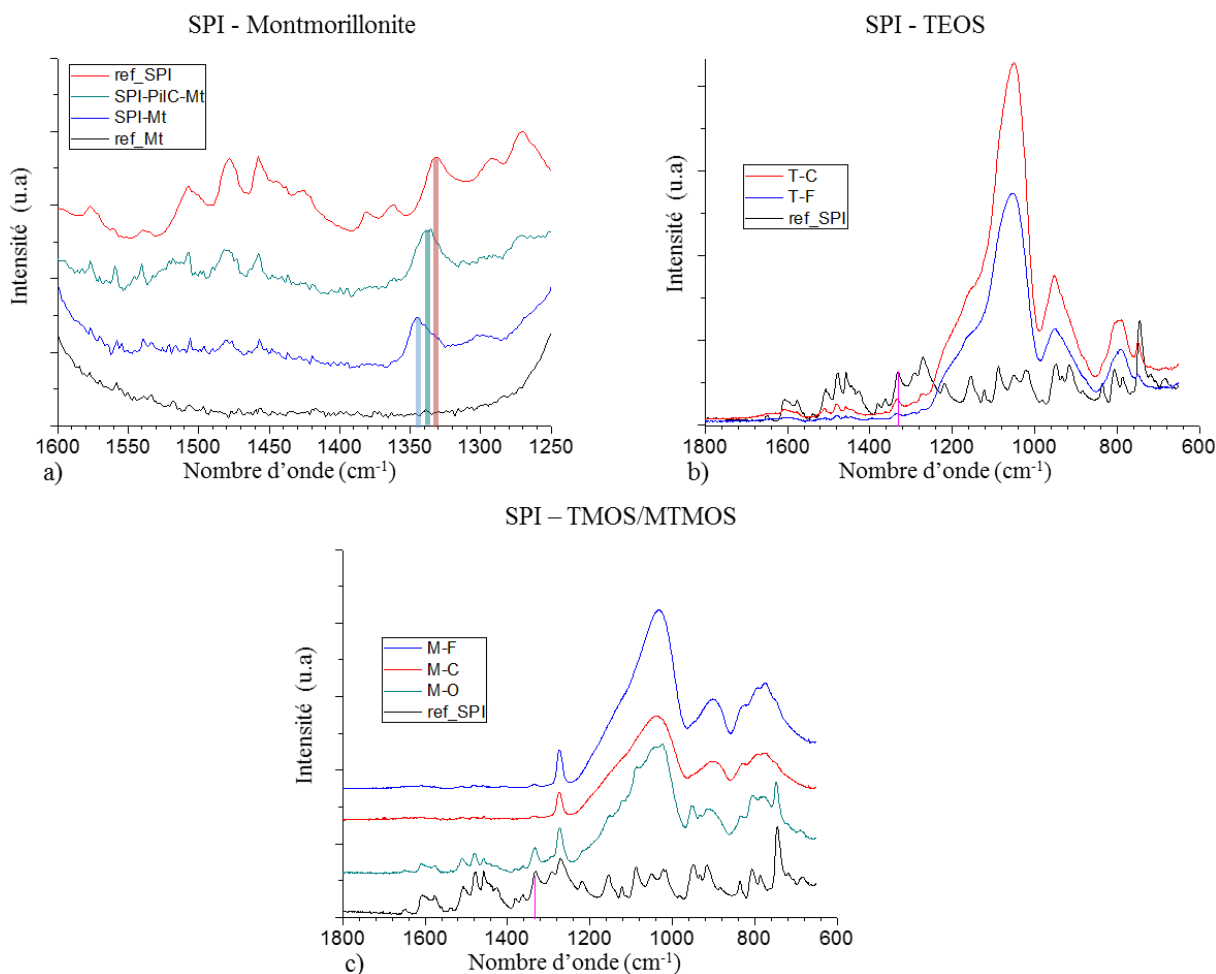 SPI - Montmorillonite
ref_SPI
SPI-PilC-Mt
SPI-Mt
ref_Mt
Intensité (u.a)
1600 1550 1500 1450 1400 1350 1300 1250
Nombre d’onde (cm-1)
a)
SPI - TEOS
T-C
T-F
ref_SPI
Intensité (u.a)
1800 1600 1400 1200 1000 800 600
Nombre d’onde (cm-1)
b)
SPI – TMOS/MTMOS
M-F
M-C
M-O
ref_SPI
Intensité (u.a)
1800 1600 1400 1200 1000 800 600
Nombre d’onde (cm-1)
c)